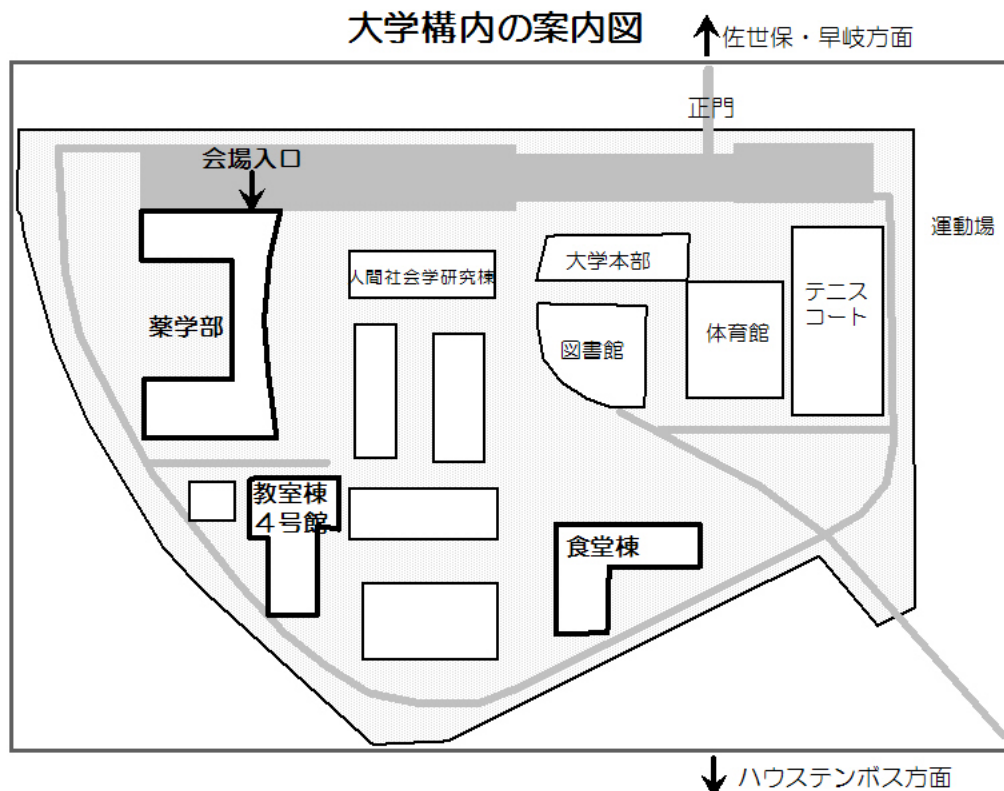 大学構内の案内図
佐世保・早岐方面
正門
会場入口
運動場
大学本部
人間社会学研究棟
テニス
コート
薬学部
体育館
図書館
教室棟
4号館
食堂棟
ハウステンボス方面